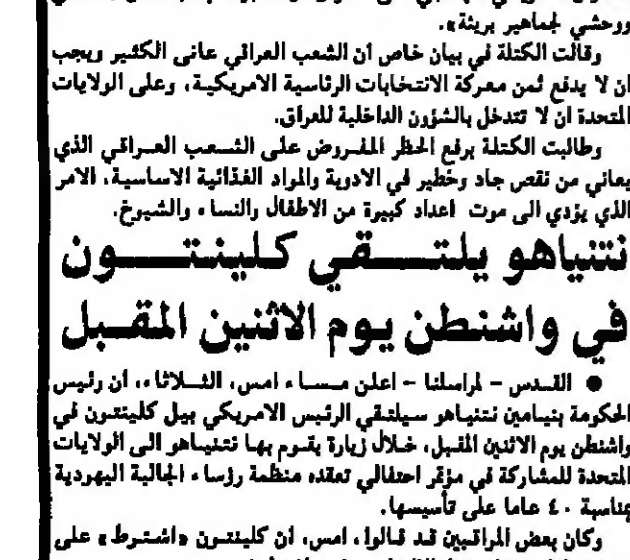 ووحشي لجماهير بريئة».
وقالت الكتلة في بيان خاص ان الشعب العراقي عانى الكثير ويجب
ان لا يدفع ثمن معركة الانتخابات الرئاسية الامريكية، وعلى الولايات
المتحدة ان لا تتدخل بالشؤون الداخلية للعراق.
وطالبت الكتلة برفع الحظر المفروض على الشعب العراقي الذي
يعاني من نقص جاد وخطير في الادوية والمواد الغذائية الاساسية، الامر
الذي يؤدي الى موت اعداد كبيرة من الاطفال والنساء والشيوخ.
نتنياهو يلتقي كلينتون
في واشنطن يوم الاثنين المقبل
● القدس - لمراسلنا - اعلن مساء امس، الثلاثاء، ان رئيس
الحكومة بنيامين نتنياهو سيلتقي الرئيس الامريكي بيل كلينتون في
واشنطن يوم الاثنين المقبل، خلال زيارة يقوم بها نتنياهو الى الولايات
المتحدة للمشاركة في مؤتمر احتفالي تعقده منظمة رؤساء الجالية اليهودية
بمناسبة ٤٠ عاما على تأسيسها.
وكان بعض المراقبين قد قالوا، امس، ان كلينتون «اشترط» على